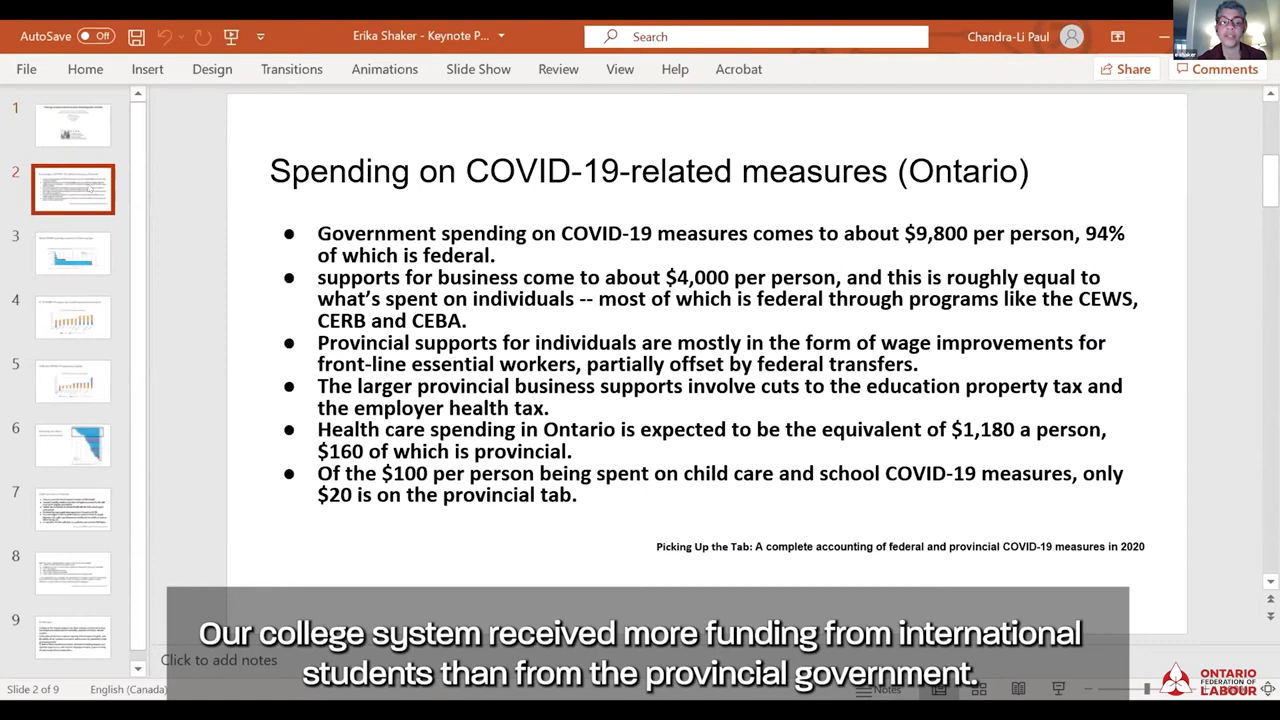 AutoSave
Off
Erika Shaker - Keynote P...
Search
Chandra-Li Paul
File
Home
Insert
Design
Transitions
Animations
Slide Show
Review
View
Help
Acrobat
Share
Comments
1
2
3
4
5
6
7
8
9
Spending on COVID-19-related measures (Ontario)
● Government spending on COVID-19 measures comes to about $9,800 per person, 94%
of which is federal.
● supports for business come to about $4,000 per person, and this is roughly equal to
what's spent on individuals -- most of which is federal through programs like the CEWS,
CERB and CEBA.
● Provincial supports for individuals are mostly in the form of wage improvements for
front-line essential workers, partially offset by federal transfers.
● The larger provincial business supports involve cuts to the education property tax and
the employer health tax.
● Health care spending in Ontario is expected to be the equivalent of $1,180 a person,
$160 of which is provincial.
● Of the $100 per person being spent on child care and school COVID-19 measures, only
$20 is on the provincial tab.
Picking Up the Tab: A complete accounting of federal and provincial COVID-19 measures in 2020
Our college system received more funding from international
students than from the provincial government.
Click to add notes
Slide 2 of 9
English (Canada)
Notes
ONTARIO
FEDERATION OF
LABOUR